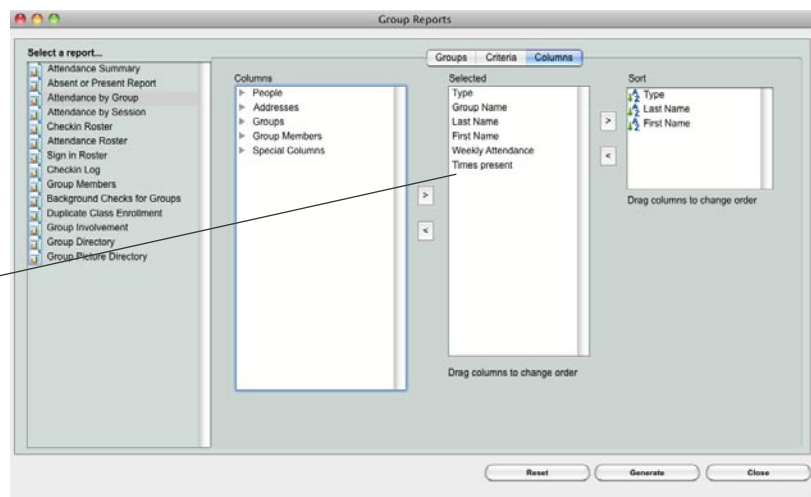 Group Reports
Select a report...
Attendance Summary
Absent or Present Report
Attendance by Group
Attendance by Session
Checkin Roster
Attendance Roster
Sign in Roster
Checkin Log
Group Members
Background Checks for Groups
Duplicate Class Enrollment
Group Involvement
Group Directory
Group Picture Directory
Groups Criteria Columns
Columns
People
Addresses
Groups
Group Members
Special Columns
>
<
Selected
Type
Group Name
Last Name
First Name
Weekly Attendance
Times present
Drag columns to change order
>
<
Sort
Type
Last Name
First Name
Drag columns to change order
Reset Generate Close